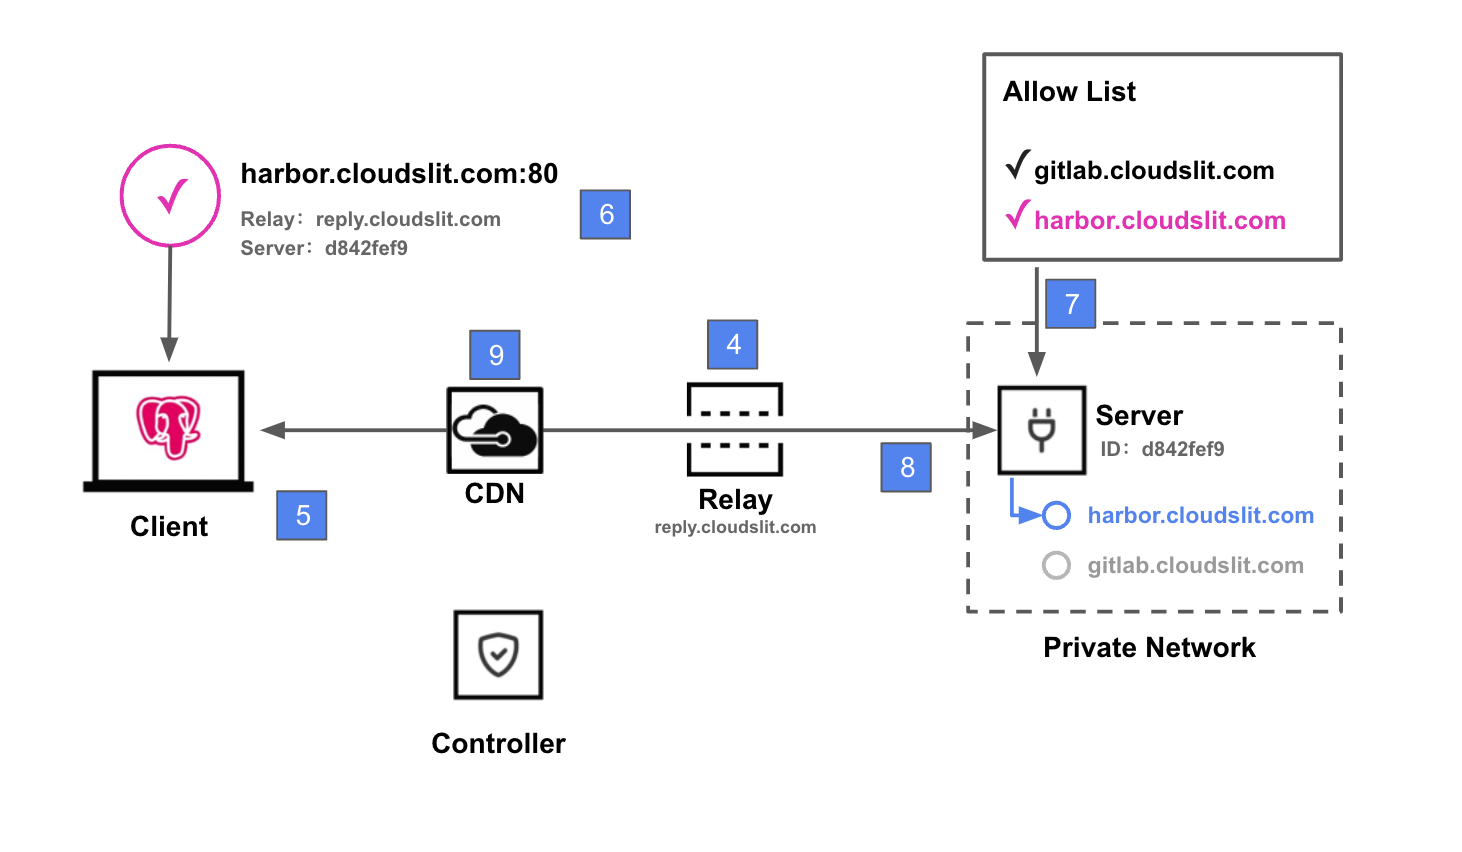 Allow List
✓ gitlab.cloudslit.com
✓ harbor.cloudslit.com
harbor.cloudslit.com:80
Relay： reply.cloudslit.com
Server： d842fef9
6
7
9
4
Server
ID： d842fef9
8
harbor.cloudslit.com
gitlab.cloudslit.com
CDN
Relay
reply.cloudslit.com
5
Client
Private Network
Controller